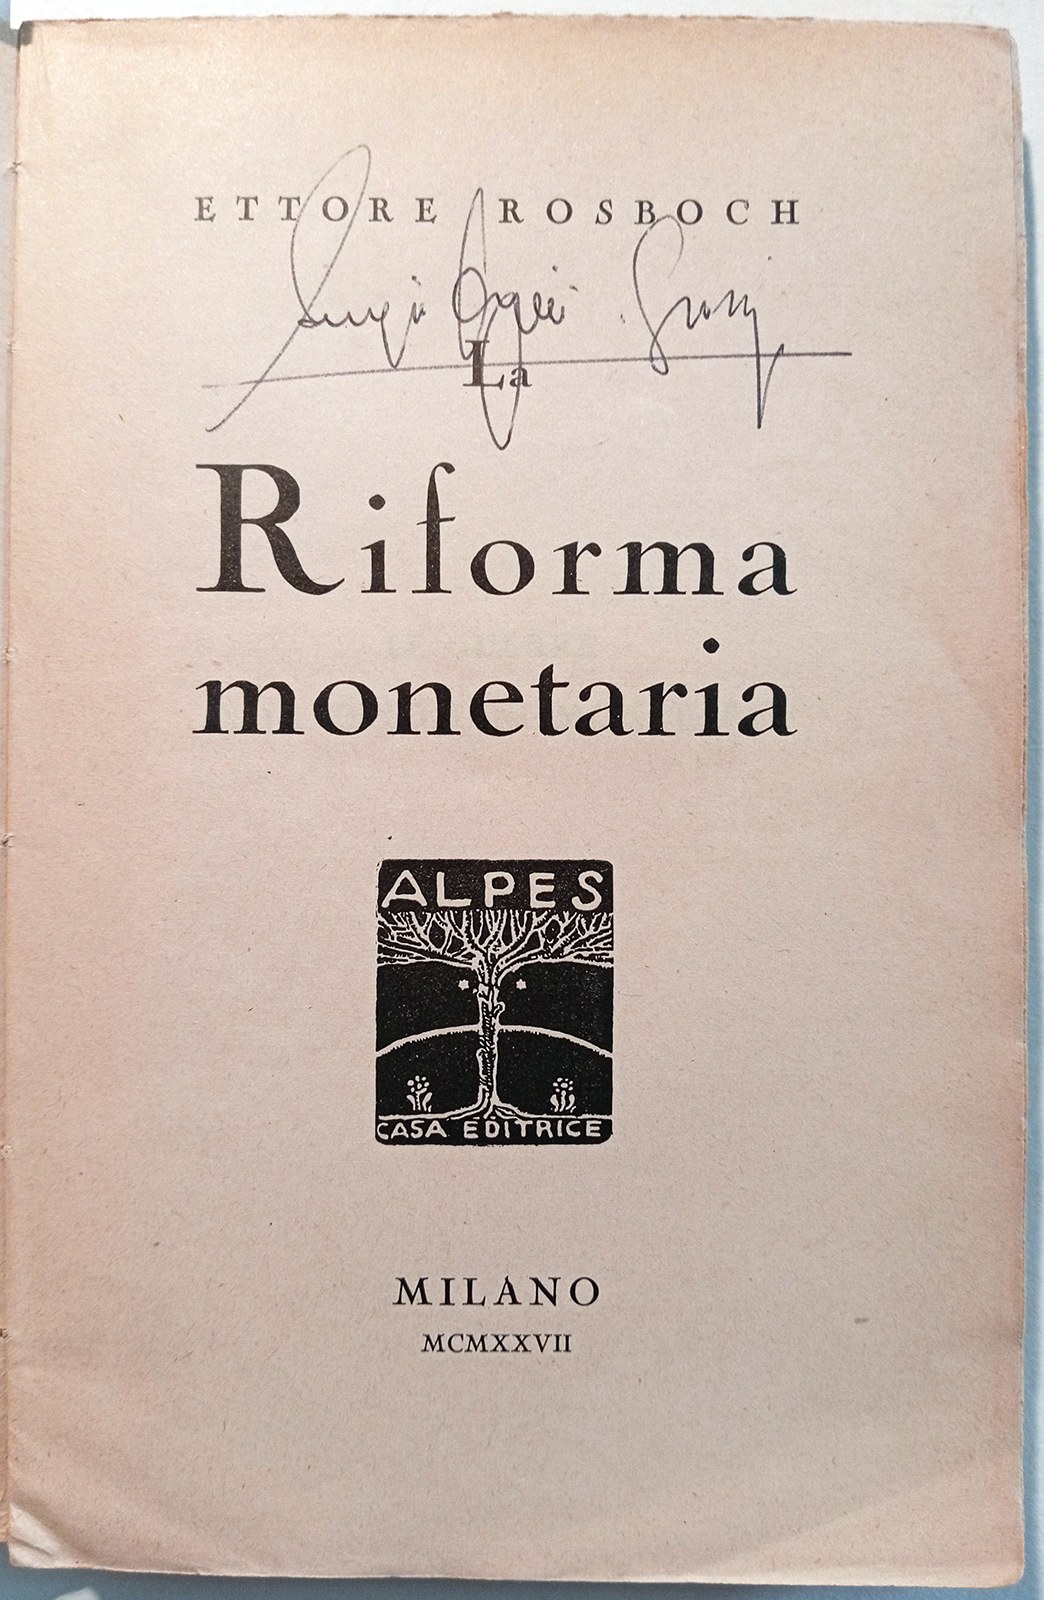 ETTORE ROSBOCH
La
Riforma
monetaria
ALPES
CASA EDITRICE
MILANO
MCMXXVII